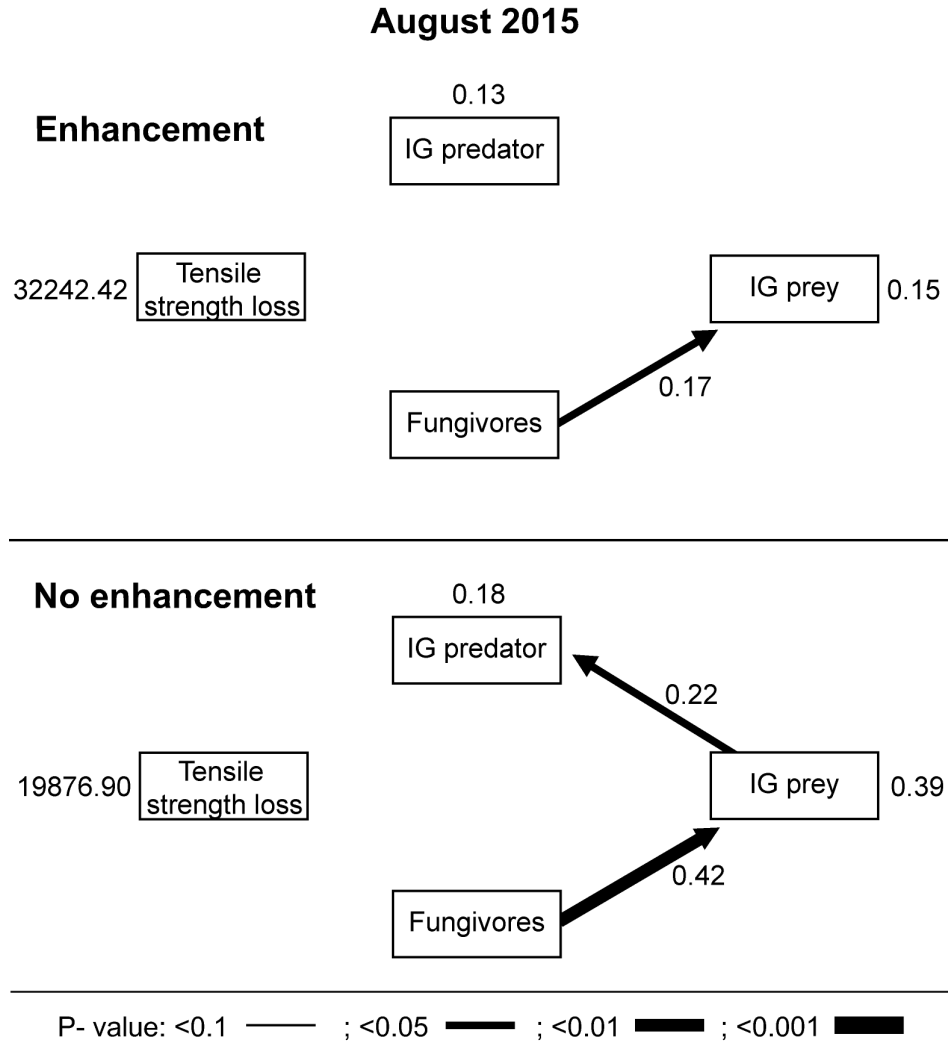 August 2015
Enhancement
0.13
IG predator
32242.42
Tensile
strength loss
IG prey
0.15
0.17
Fungivores
No enhancement
0.18
IG predator
0.22
19876.90
Tensile
strength loss
IG prey
0.39
0.42
Fungivores
P- value: <0.1 ; <0.05 ; <0.01 ; <0.001